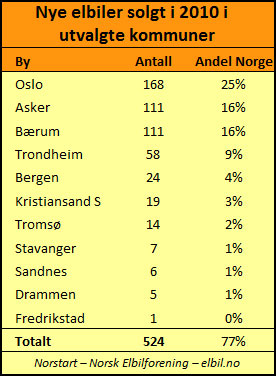 Nye elbiler solgt i 2010 i
utvalgte kommuner
By Antall Andel Norge
Oslo 168 25%
Asker 111 16%
Bærum 111 16%
Trondheim 58 9%
Bergen 24 4%
Kristiansand S 19 3%
Tromsø 14 2%
Stavanger 7 1%
Sandnes 6 1%
Drammen 5 1%
Fredrikstad 1 0%
Totalt 524 77%
Norstart – Norsk Elbilforening – elbil.no